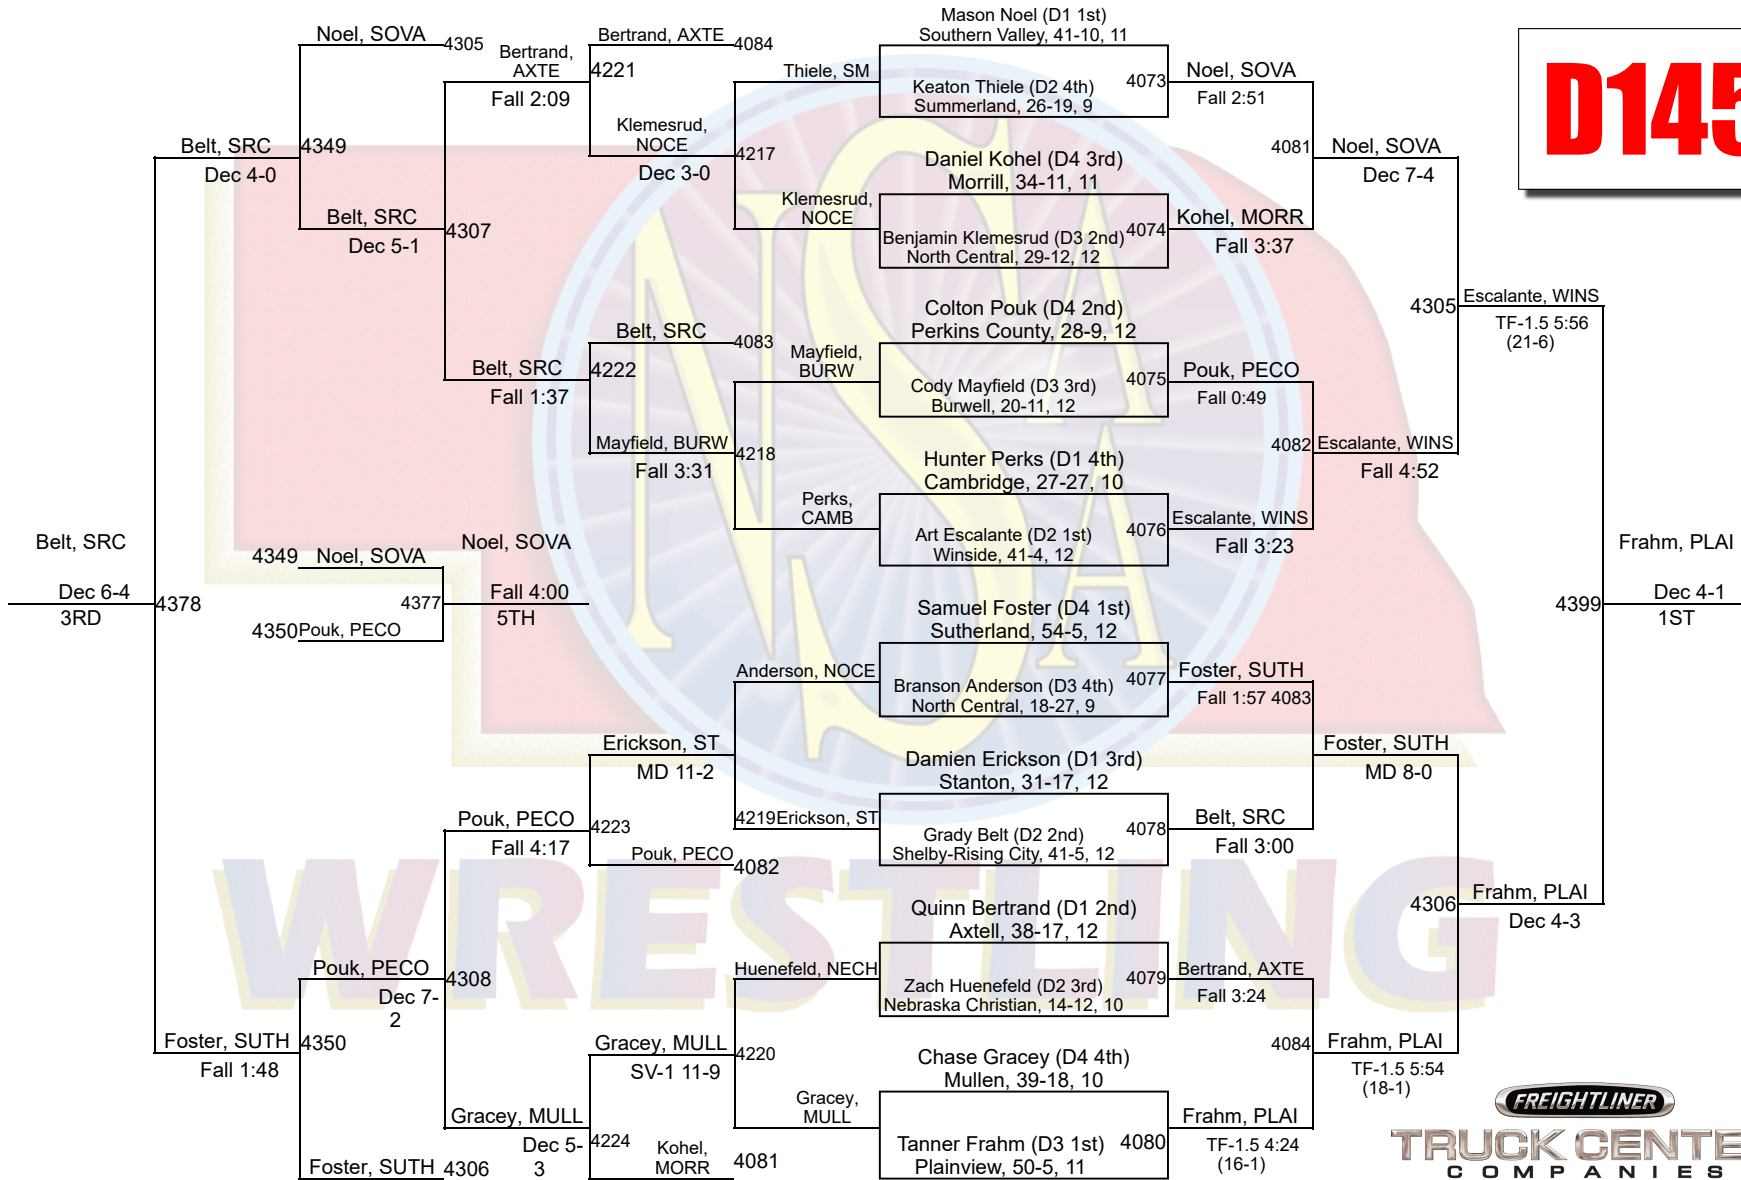 Mason Noel (D1 1st)
Southern Valley, 41-10, 11
Noel, SOVA
4305
Bertrand,
AXTE
Fall 2:09
Bertrand, AXTE
4084
4221
Thiele, SM
Keaton Thiele (D2 4th)
Summerland, 26-19, 9
4073
Noel, SOVA
Fall 2:51
D145
Klemesrud,
NOCE
Dec 3-0
4217
Belt, SRC
Dec 4-0
4349
Daniel Kohel (D4 3rd)
Morrill, 34-11, 11
4081
Noel, SOVA
Dec 7-4
Klemesrud,
NOCE
Benjamin Klemesrud (D3 2nd)
North Central, 29-12, 12
4074
Kohel, MORR
Fall 3:37
Belt, SRC
Dec 5-1
4307
Colton Pouk (D4 2nd)
Perkins County, 28-9, 12
4305
Escalante, WINS
TF-1.5 5:56
(21-6)
Belt, SRC
4083
Belt, SRC
Fall 1:37
4222
Mayfield,
BURW
Cody Mayfield (D3 3rd)
Burwell, 20-11, 12
4075
Pouk, PECO
Fall 0:49
Mayfield, BURW
Fall 3:31
4218
Hunter Perks (D1 4th)
Cambridge, 27-27, 10
4082
Escalante, WINS
Fall 4:52
Perks,
CAMB
Art Escalante (D2 1st)
Winside, 41-4, 12
4076
Escalante, WINS
Fall 3:23
Belt, SRC
Dec 6-4
3RD
4378
4349
Noel, SOVA
4350
Pouk, PECO
4377
Noel, SOVA
Fall 4:00
5TH
Frahm, PLAI
Dec 4-1
1ST
4399
Samuel Foster (D4 1st)
Sutherland, 54-5, 12
Anderson, NOCE
Branson Anderson (D3 4th)
North Central, 18-27, 9
4077
Foster, SUTH
Fall 1:57
4083
Foster, SUTH
MD 8-0
Erickson, ST
MD 11-2
Damien Erickson (D1 3rd)
Stanton, 31-17, 12
4219
Erickson, ST
Grady Belt (D2 2nd)
Shelby-Rising City, 41-5, 12
4078
Belt, SRC
Fall 3:00
Pouk, PECO
Fall 4:17
4223
Pouk, PECO
4082
NSAA
WRESTLING
Quinn Bertrand (D1 2nd)
Axtell, 38-17, 12
4306
Frahm, PLAI
Dec 4-3
Pouk, PECO
Dec 7-
2
4308
Huenefeld, NECH
Zach Huenefeld (D2 3rd)
Nebraska Christian, 14-12, 10
4079
Bertrand, AXTE
Fall 3:24
Foster, SUTH
Fall 1:48
4350
Gracey, MULL
SV-1 11-9
4220
Chase Gracey (D4 4th)
Mullen, 39-18, 10
4084
Frahm, PLAI
TF-1.5 5:54
(18-1)
Gracey, MULL
Dec 5-
3
4224
Gracey,
MULL
Tanner Frahm (D3 1st)
Plainview, 50-5, 11
4080
Frahm, PLAI
TF-1.5 4:24
(16-1)
Foster, SUTH
4306
Kohel,
MORR
4081
FREIGHTLINER
TRUCK CENTE
COMPANIES